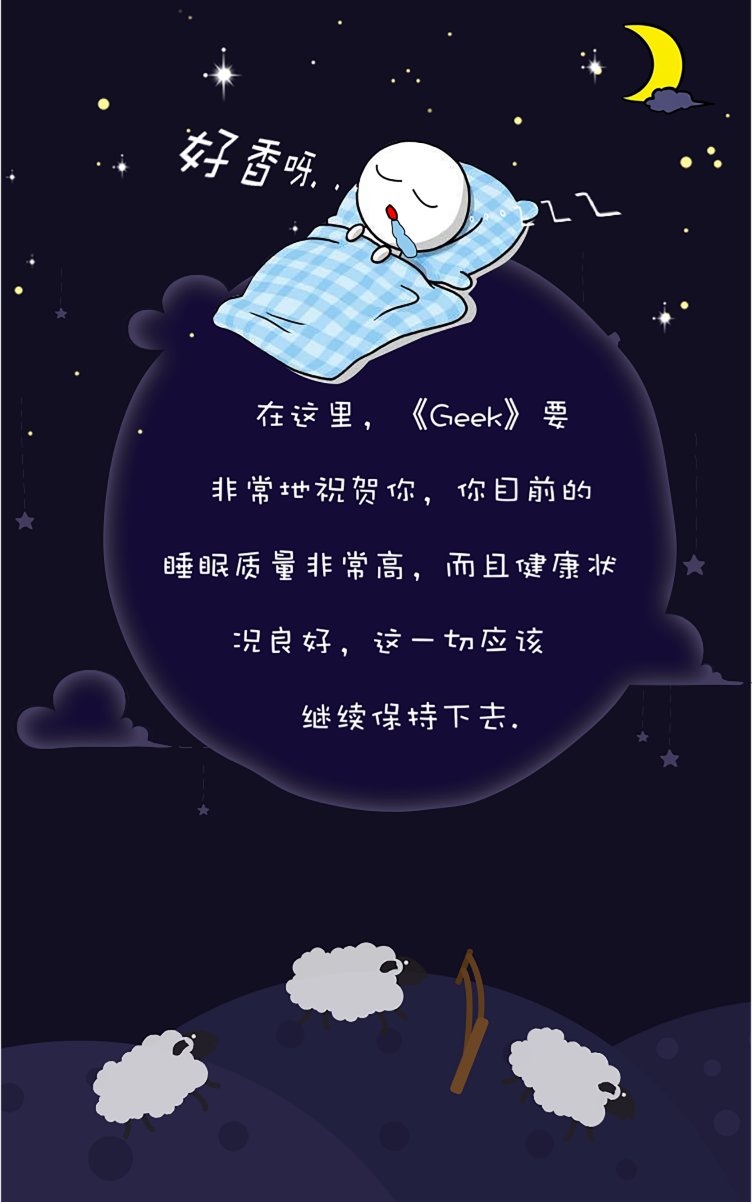 好香呀...
在这里，《Geek》要
非常地祝贺你，你目前的
睡眠质量非常高，而且健康状
况良好，这一切应该
继续保持下去.